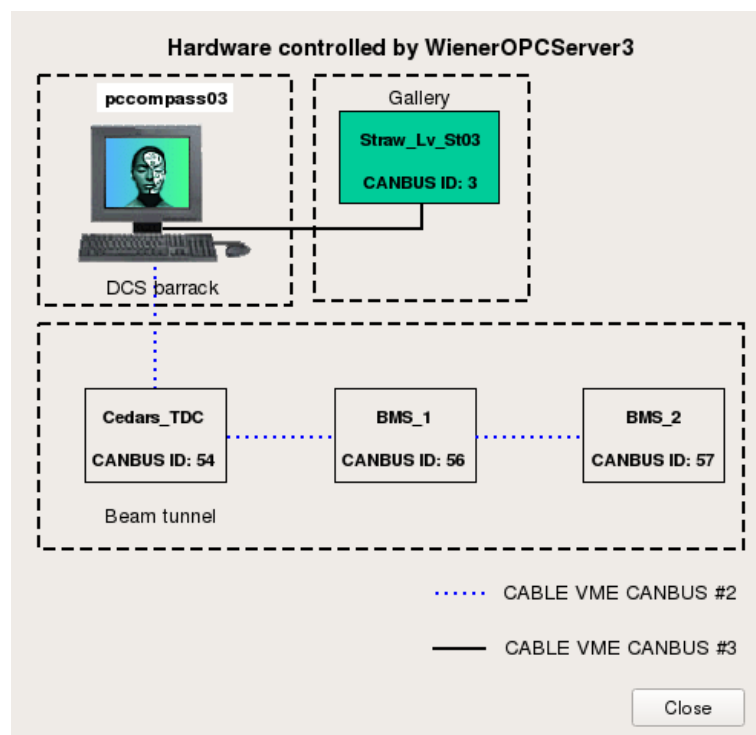 Hardware controlled by WienerOPCServer3
pccompass03
Gallery
Straw_Lv_St03
CANBUS ID: 3
DCS barrack
Cedars_TDC
CANBUS ID: 54
BMS_1
CANBUS ID: 56
BMS_2
CANBUS ID: 57
Beam tunnel
CABLE VME CANBUS #2
CABLE VME CANBUS #3
Close